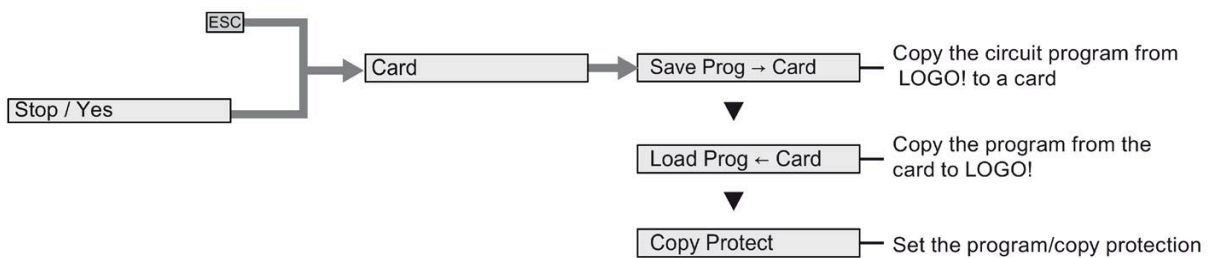 ESC
Stop / Yes
Card
Save Prog → Card
Copy the circuit program from
LOGO! to a card
Load Prog ← Card
Copy the program from the
card to LOGO!
Copy Protect
Set the program/copy protection